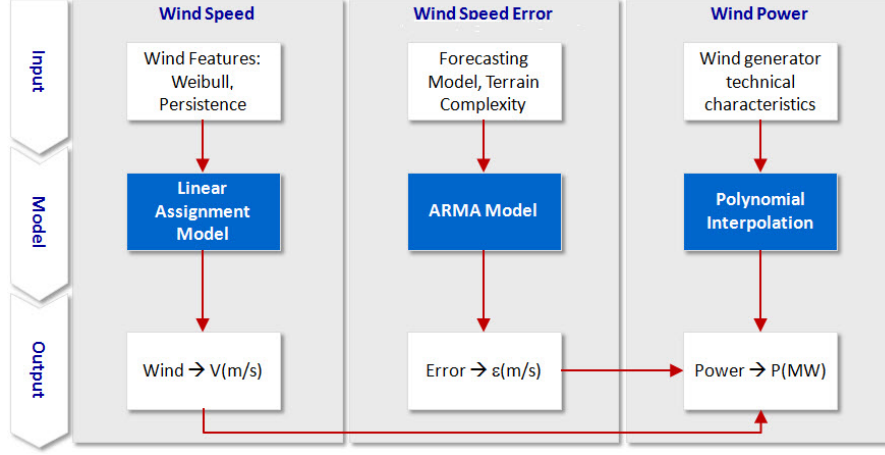 Wind Speed
Wind Speed Error
Wind Power
Input
Wind Features:
Weibull,
Persistence
Forecasting
Model, Terrain
Complexity
Wind generator
technical
characteristics
Model
Linear
Assignment
Model
ARMA Model
Polynomial
Interpolation
Output
Wind → V(m/s)
Error → ε(m/s)
Power → P(MW)